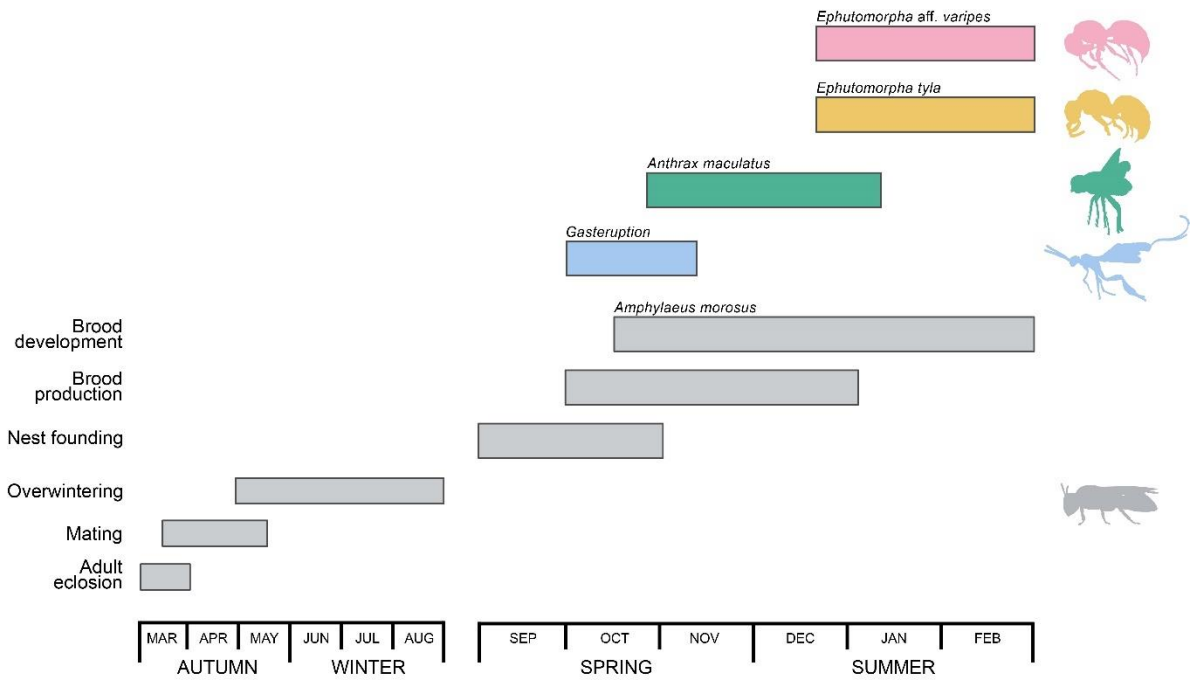 Ephutomorpha aff. varipes
Ephutomorpha tyla
Anthrax maculatus
Gasteruption
Amphylaeus morosus
Brood
development
Brood
production
Nest founding
Overwintering
Mating
Adult
eclosion
MAR APR MAY JUN JUL AUG SEP OCT NOV DEC JAN FEB
AUTUMN WINTER SPRING SUMMER